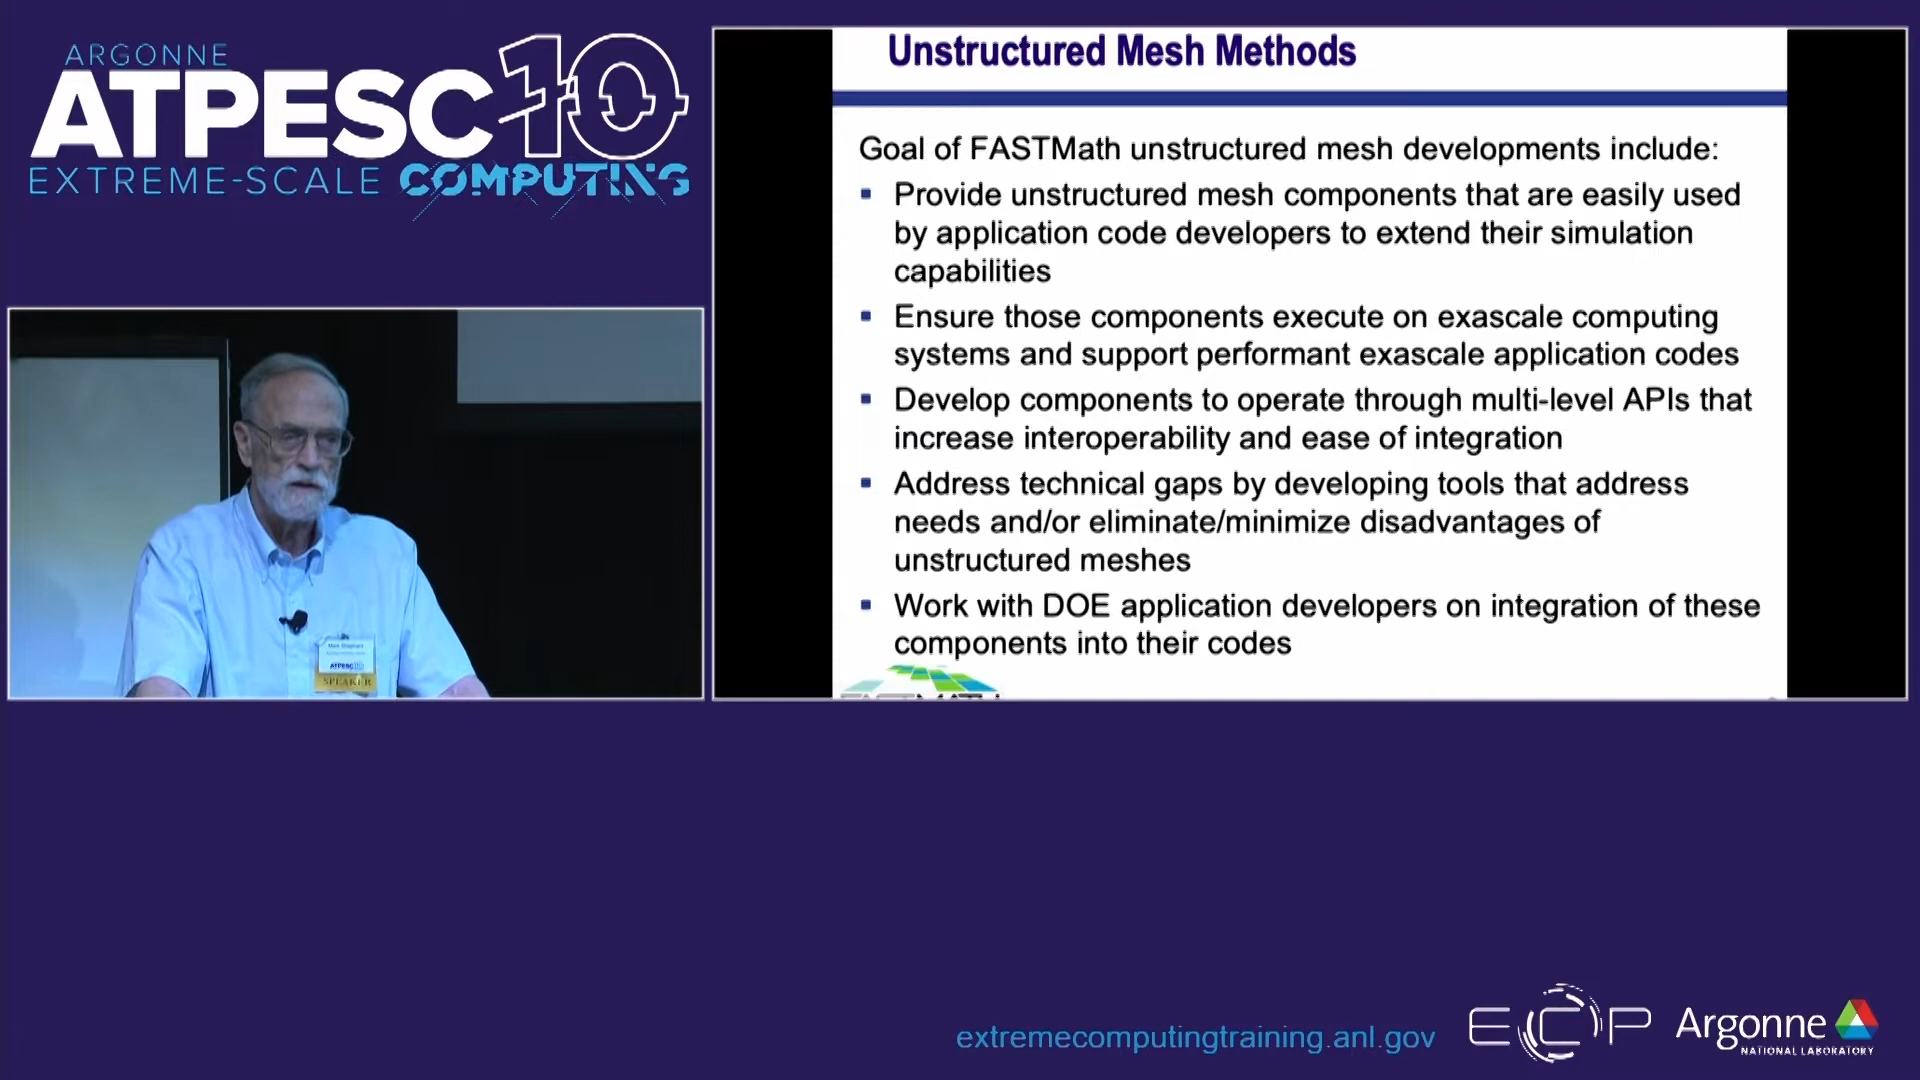 ARGONNE
ATPESC10
EXTREME-SCALE COMPUTING
Mark Shephard
ATPESC10
SPEAKER
Unstructured Mesh Methods
Goal of FASTMath unstructured mesh developments include:
Provide unstructured mesh components that are easily used
by application code developers to extend their simulation
capabilities
Ensure those components execute on exascale computing
systems and support performant exascale application codes
Develop components to operate through multi-level APIs that
increase interoperability and ease of integration
Address technical gaps by developing tools that address
needs and/or eliminate/minimize disadvantages of
unstructured meshes
Work with DOE application developers on integration of these
components into their codes
FASTMATH
extremecomputingtraining.anl.gov
ECP
Argonne
NATIONAL LABORATORY